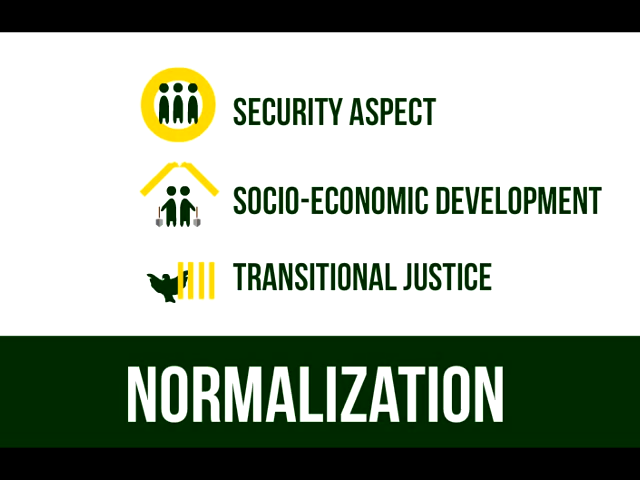 SECURITY ASPECT
SOCIO-ECONOMIC DEVELOPMENT
TRANSITIONAL JUSTICE
NORMALIZATION